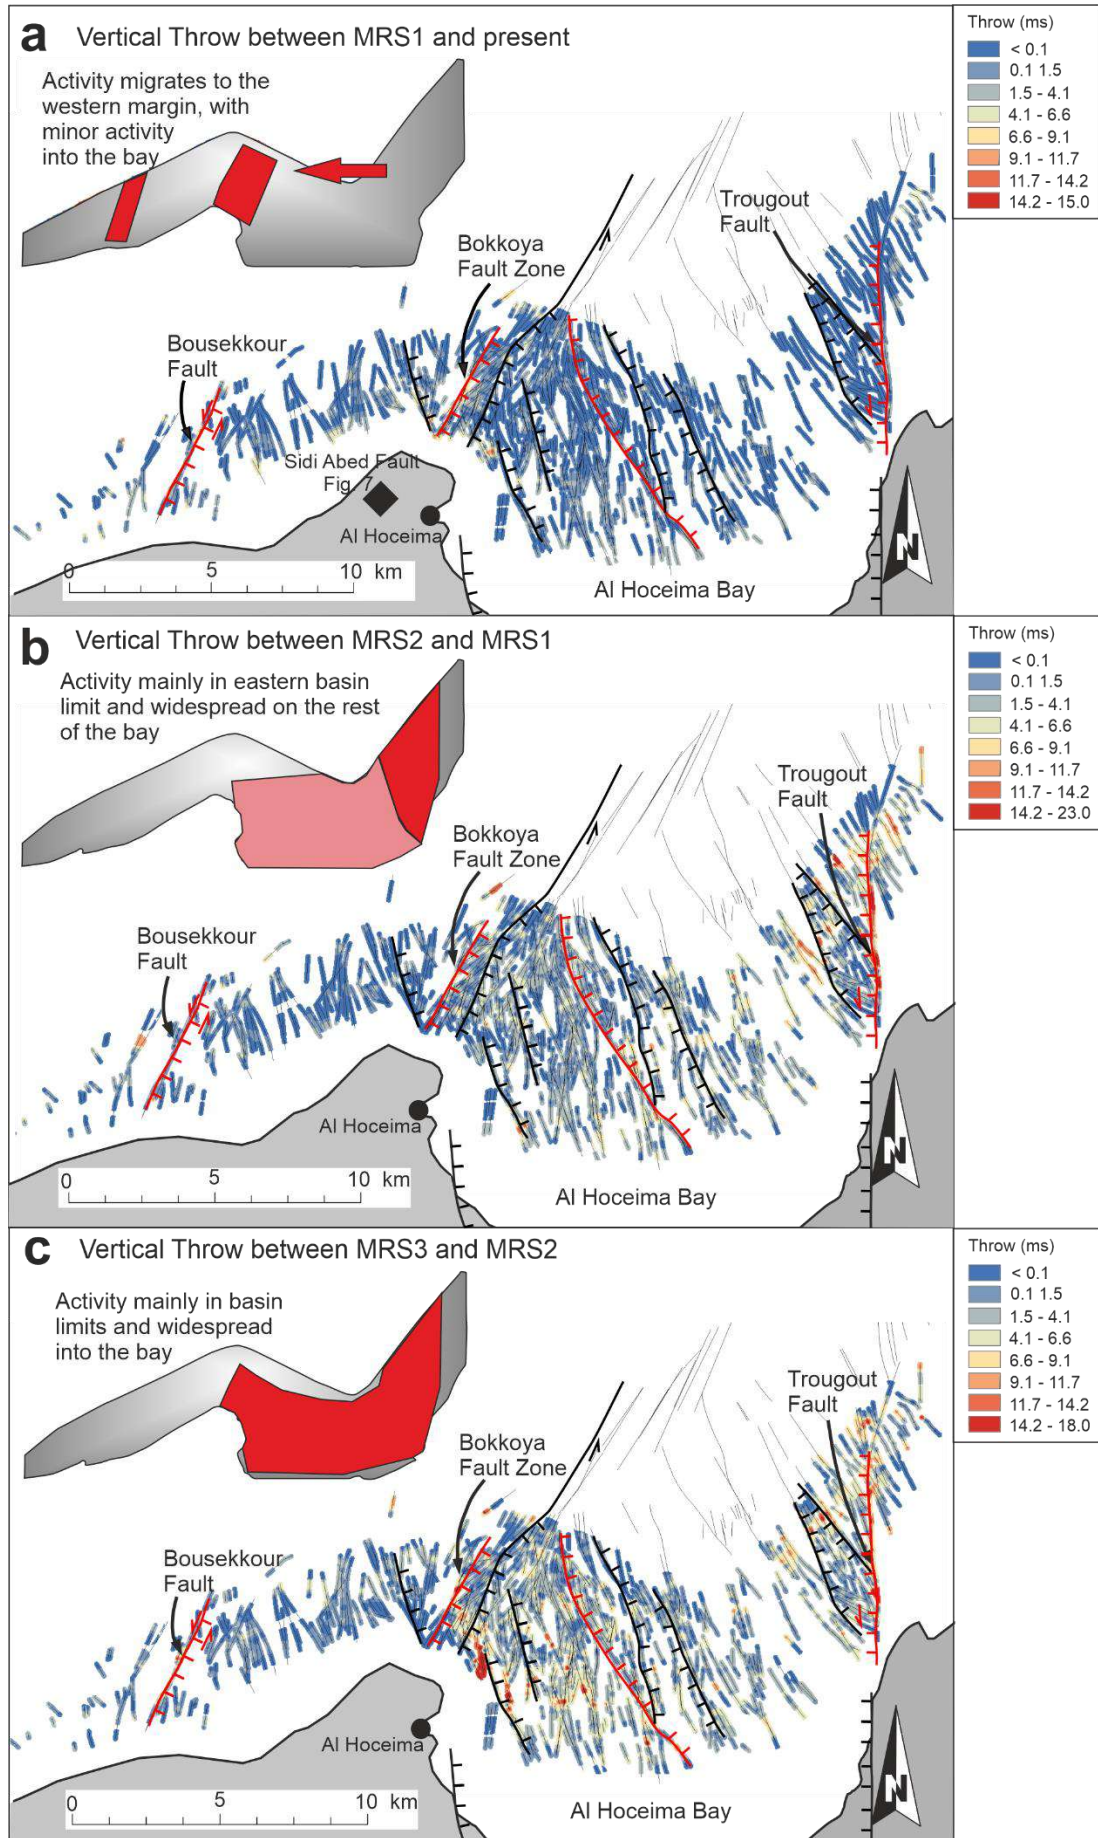 a Vertical Throw between MRS1 and present
Activity migrates to the
western margin, with
minor activity
into the bay
Trougout
Fault
Bokkoya
Fault Zone
Bousekkour
Fault
Sidi Abed Fault
Fig. 7
Al Hoceima
0 5 10 km
Al Hoceima Bay
N
Throw (ms)
< 0.1
0.1 1.5
1.5 - 4.1
4.1 - 6.6
6.6 - 9.1
9.1 - 11.7
11.7 - 14.2
14.2 - 15.0
b Vertical Throw between MRS2 and MRS1
Activity mainly in eastern basin
limit and widespread on the rest
of the bay
Trougout
Fault
Bokkoya
Fault Zone
Bousekkour
Fault
Al Hoceima
0 5 10 km
Al Hoceima Bay
N
Throw (ms)
< 0.1
0.1 1.5
1.5 - 4.1
4.1 - 6.6
6.6 - 9.1
9.1 - 11.7
11.7 - 14.2
14.2 - 23.0
c Vertical Throw between MRS3 and MRS2
Activity mainly in basin
limits and widespread
into the bay
Trougout
Fault
Bokkoya
Fault Zone
Bousekkour
Fault
Al Hoceima
0 5 10 km
Al Hoceima Bay
N
Throw (ms)
< 0.1
0.1 1.5
1.5 - 4.1
4.1 - 6.6
6.6 - 9.1
9.1 - 11.7
11.7 - 14.2
14.2 - 18.0